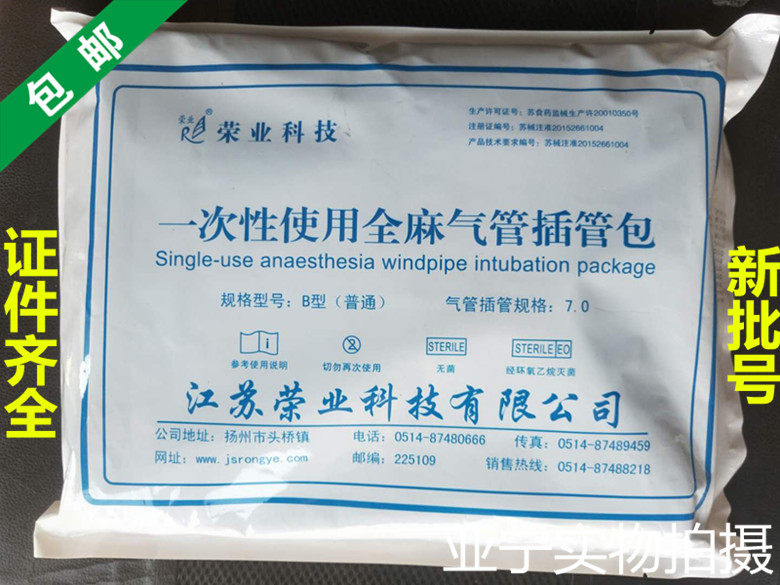 包邮
荣业
荣业科技
生产许可证号：苏食药监械生产许20010350号
注册证编号：苏械注准20152661004
产品技术要求编号：苏械注准20152661004
一次性使用全麻气管插管包
Single-use anaesthesia windpipe intubation package
规格型号：B型（普通）
气管插管规格：7.0
STERILE
STERILE EO
参考使用说明
切勿再次使用
无菌
经环氧乙烷灭菌
江苏荣业科技有限公司
公司地址：扬州市头桥镇
电话：0514-87480666
传真：0514-87489459
网址：www.jsrongye.com
邮编：225109
销售热线：0514-87488218
证件齐全
新批号
业宁实物拍摄